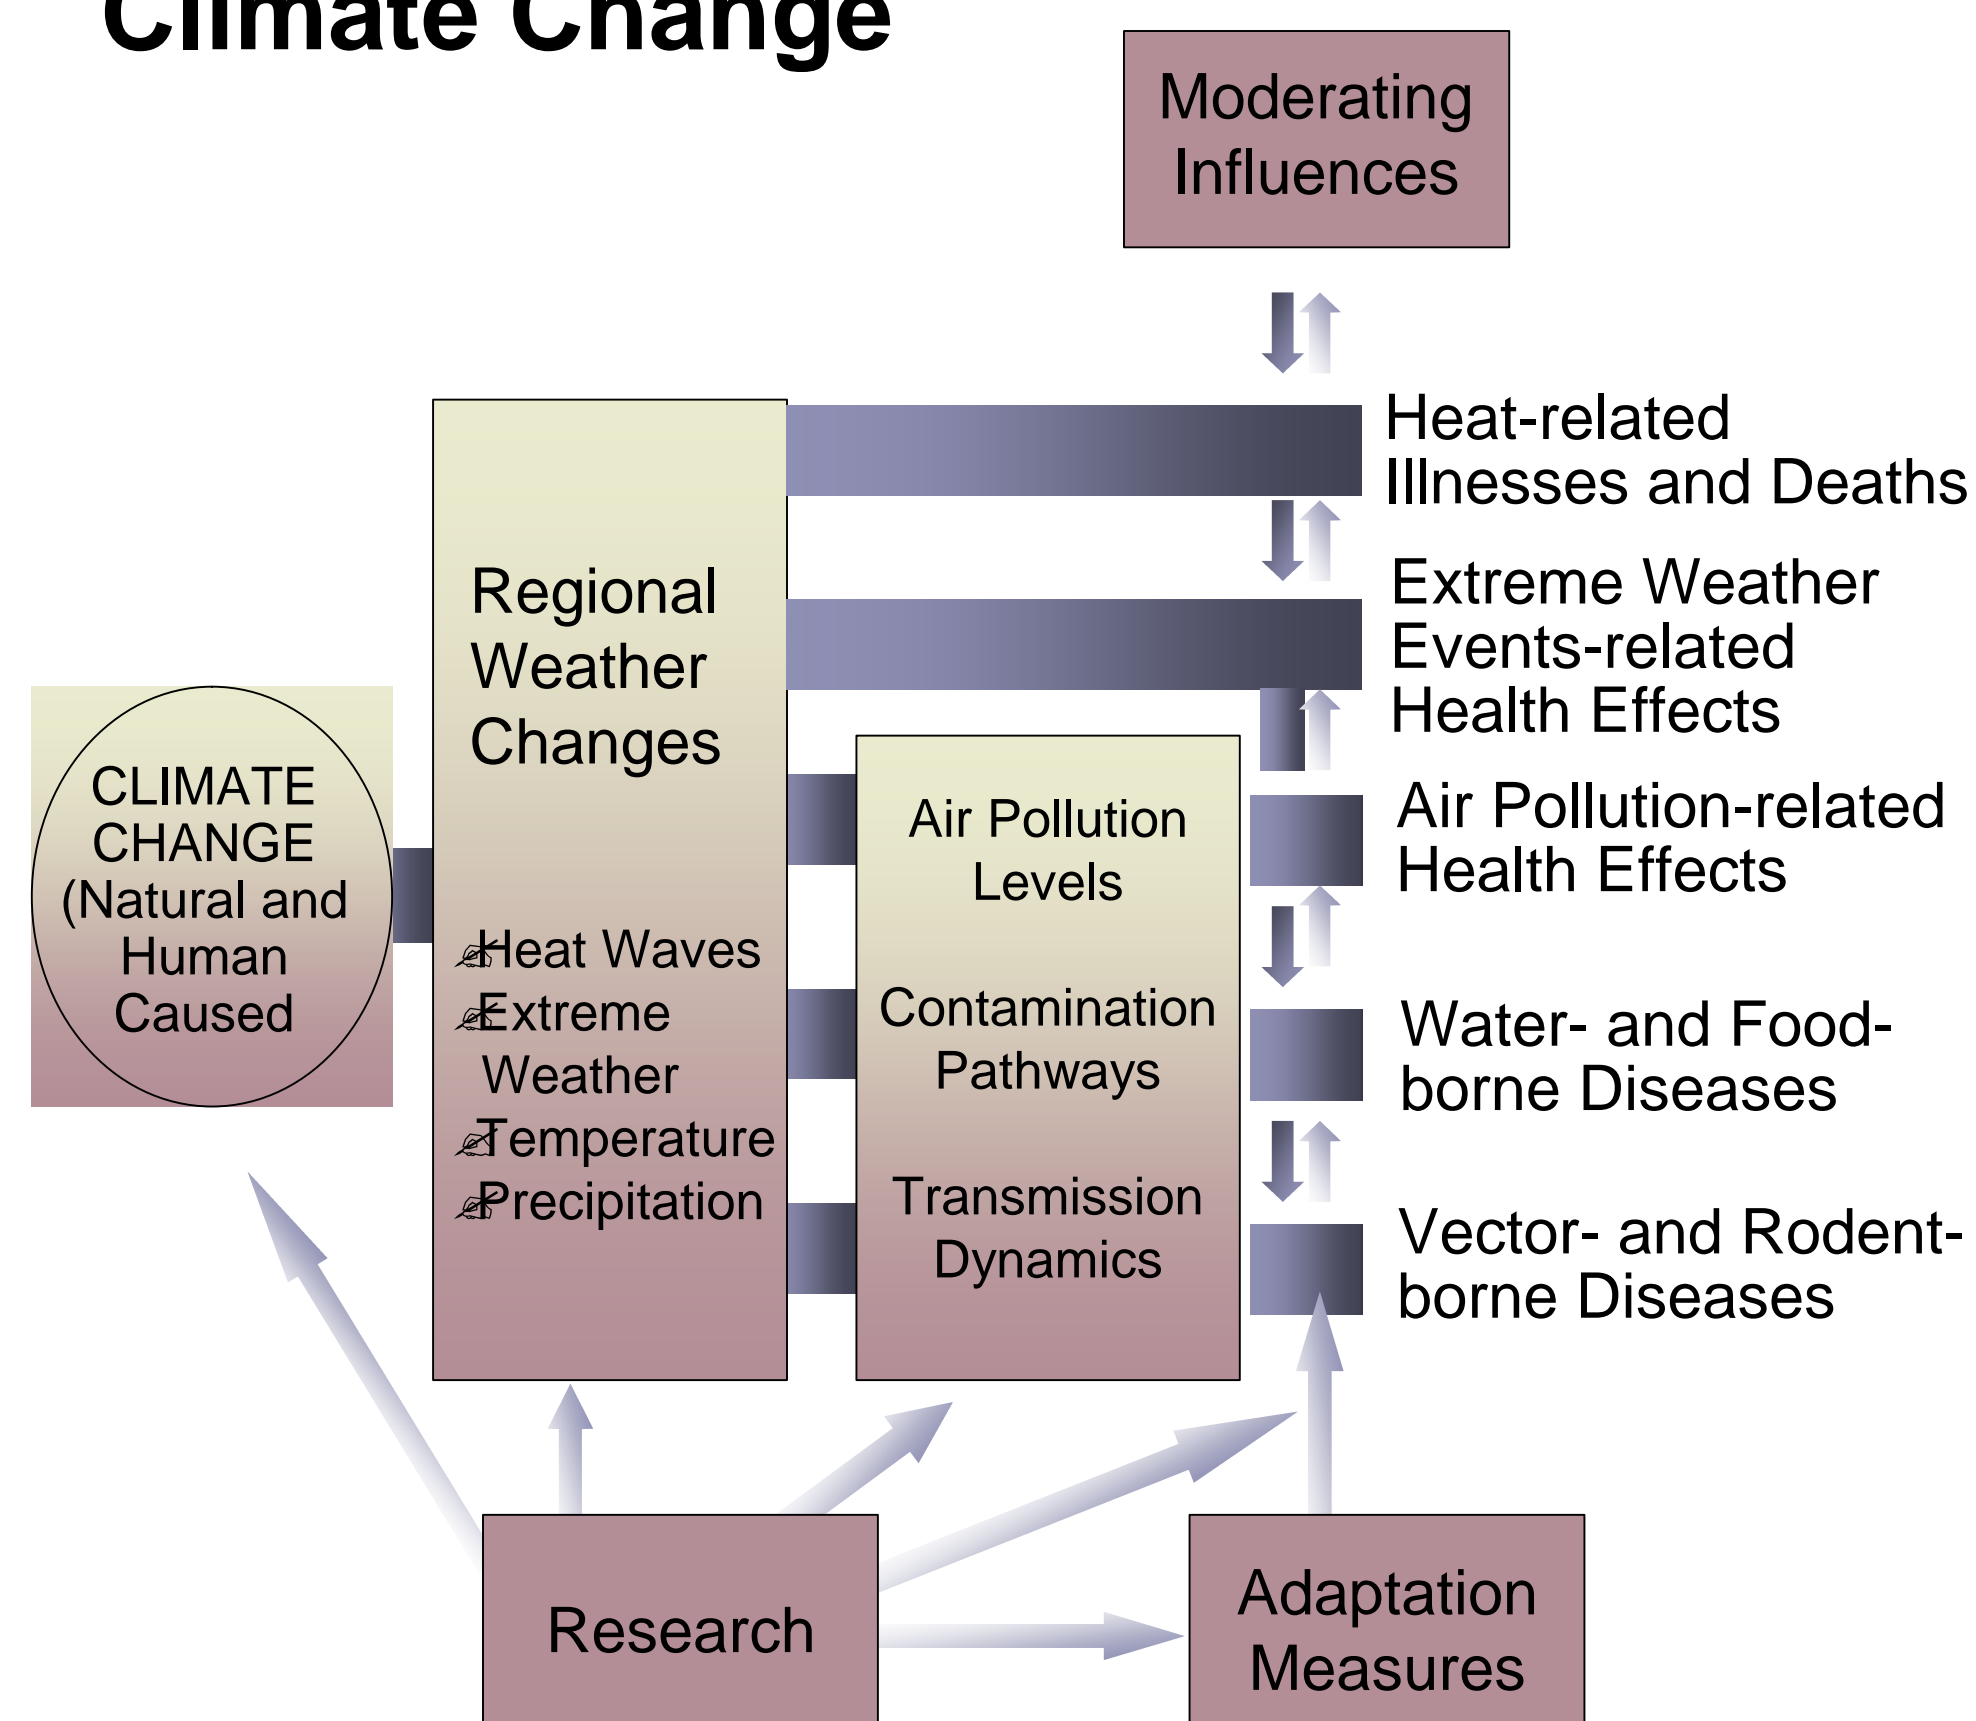 Climate Change
Moderating
Influences
Heat-related
Illnesses and Deaths
Extreme Weather
Events-related
Health Effects
Air Pollution-related
Health Effects
Water- and Food-
borne Diseases
Vector- and Rodent-
borne Diseases
Regional
Weather
Changes
Heat Waves
Extreme
Weather
Temperature
Precipitation
CLIMATE
CHANGE
(Natural and
Human
Caused
Air Pollution
Levels
Contamination
Pathways
Transmission
Dynamics
Research
Adaptation
Measures